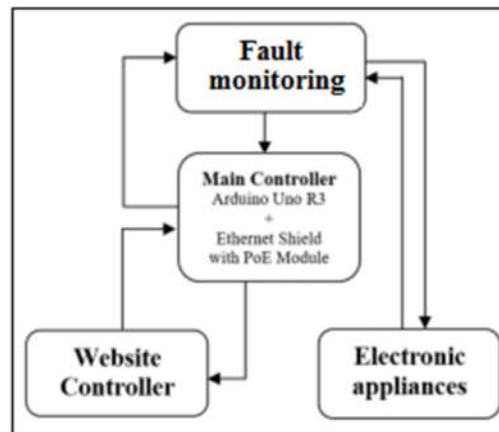 Fault
monitoring
Main Controller
Arduino Uno R3
+
Ethernet Shield
with PoE Module
Website
Controller
Electronic
appliances